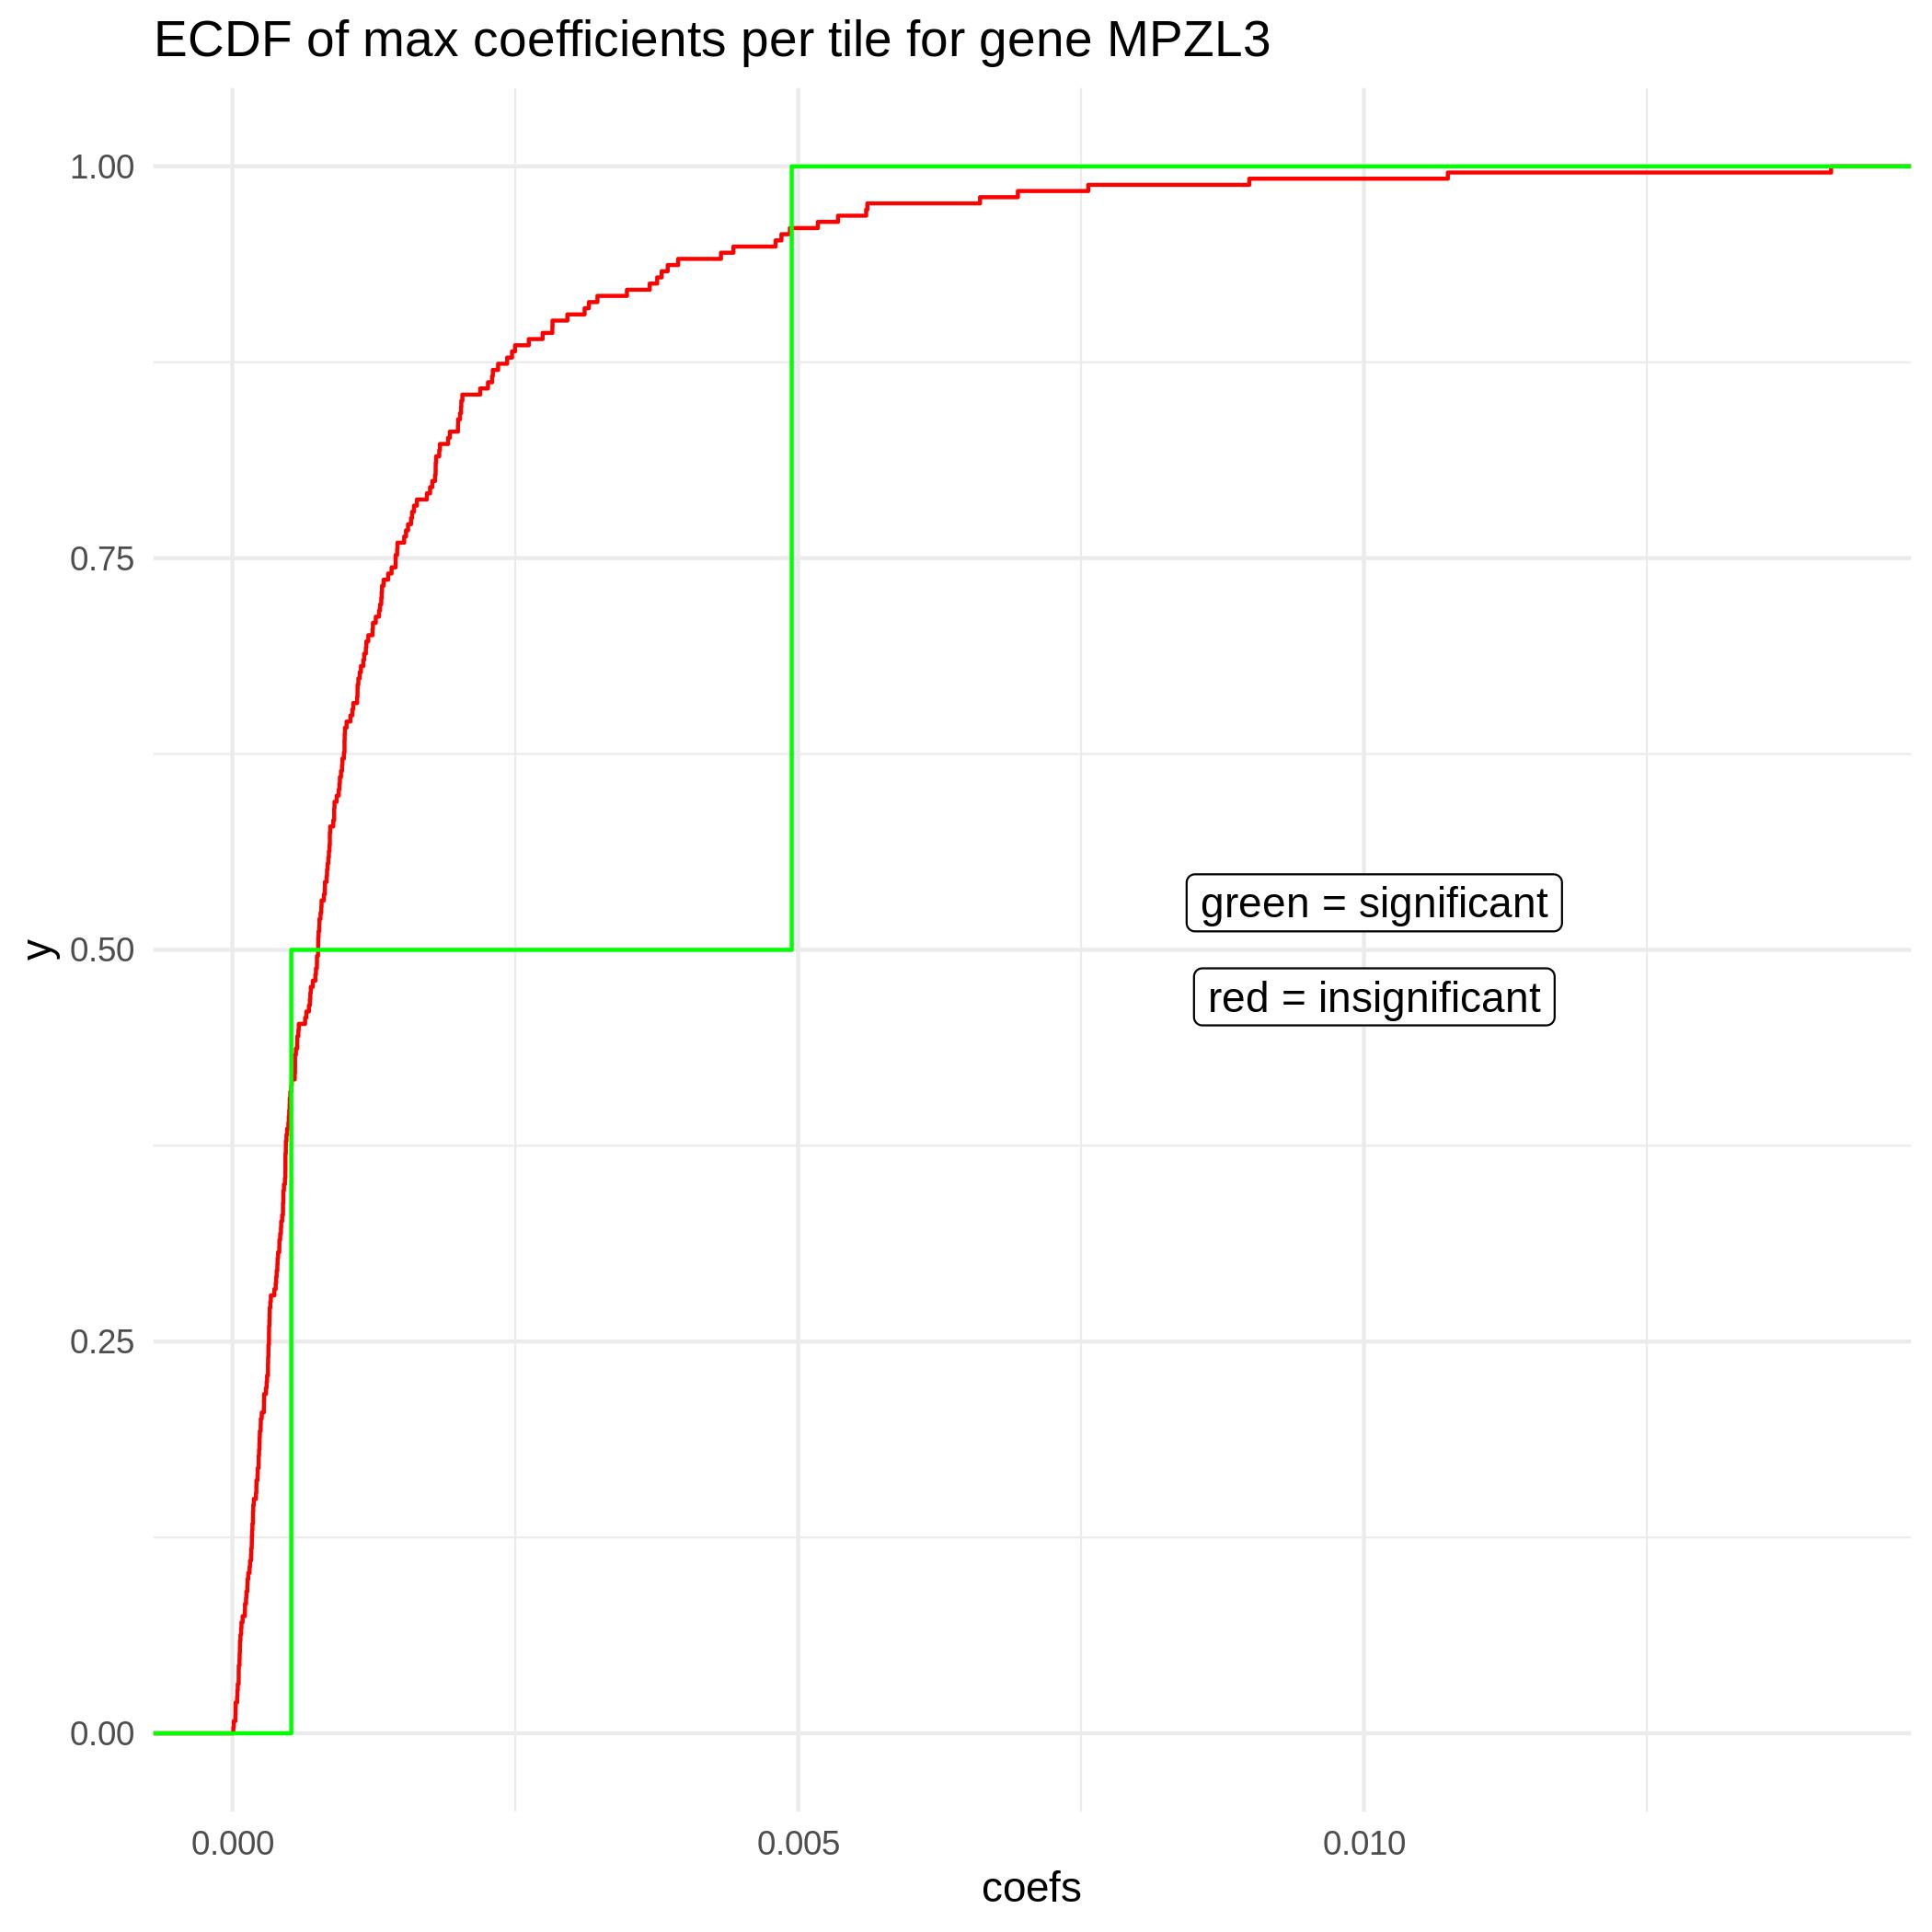 ECDF of max coefficients per tile for gene MPZL3
1.00
0.75
0.50
0.25
0.00
y
green = significant
red = insignificant
0.000
0.005
0.010
coefs